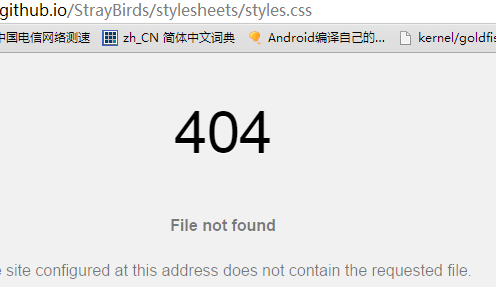 github.io/StrayBirds/stylesheets/styles.css
中国电信网络测速 zh_CN 简体中文词典 Android编译自己的... kernel/goldfis
404
File not found
site configured at this address does not contain the requested file.